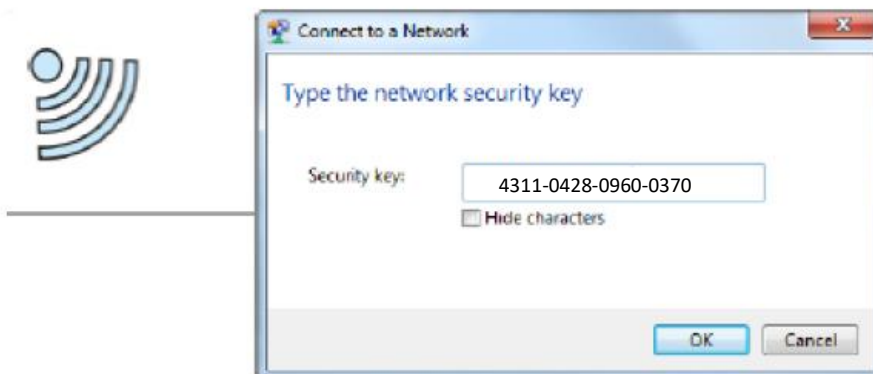 Connect to a Network
Type the network security key
Security key: 4311-0428-0960-0370
Hide characters
OK Cancel